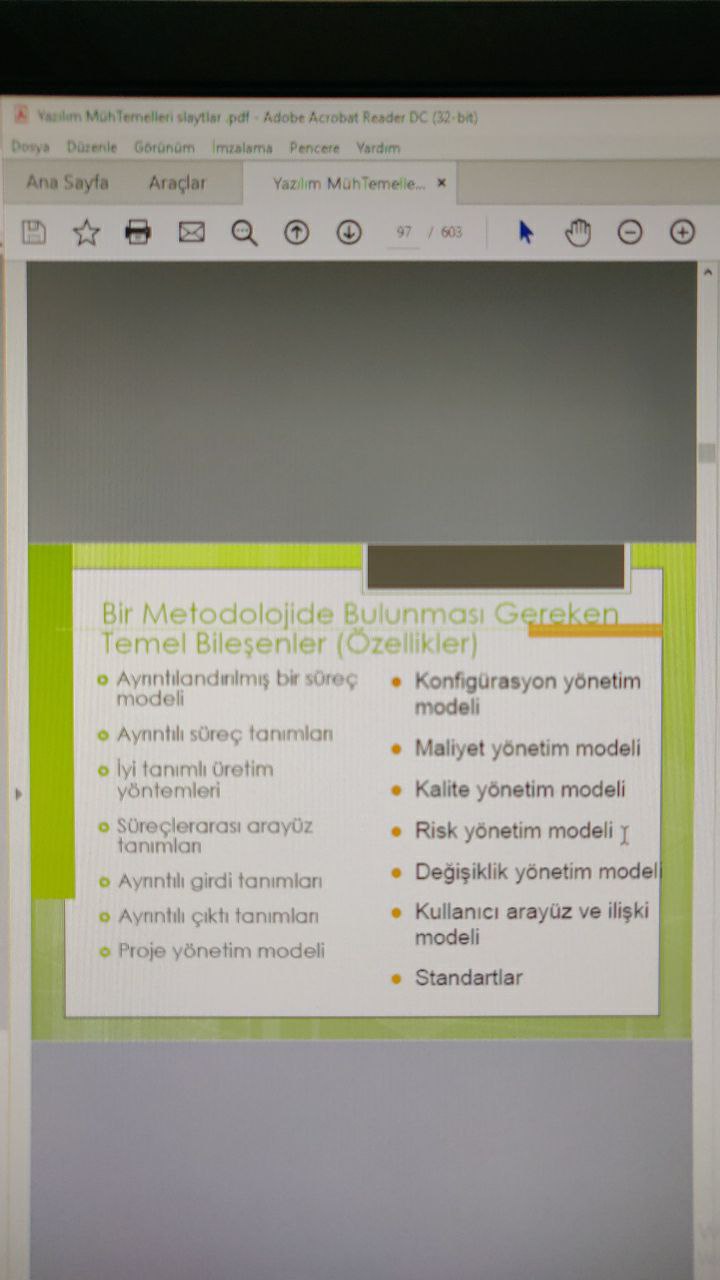 Yazılım MühTemelleri slaytlar .pdf - Adobe Acrobat Reader DC (32-bit)
Dosya Düzenle Görünüm İmzalama Pencere Yardım
Ana Sayfa Araçlar Yazılım MühTemelle... ×
97 / 603
Bir Metodolojide Bulunması Gereken
Temel Bileşenler (Özellikler)
Ayrıntılandırılmış bir süreç
modeli
Ayrıntılı süreç tanımları
İyi tanımlı üretim
yöntemleri
Süreçlerarası arayüz
tanımları
Ayrıntılı girdi tanımları
Ayrıntılı çıktı tanımları
Proje yönetim modeli
Konfigürasyon yönetim
modeli
Maliyet yönetim modeli
Kalite yönetim modeli
Risk yönetim modeli
Değişiklik yönetim modeli
Kullanıcı arayüz ve ilişki
modeli
Standartlar